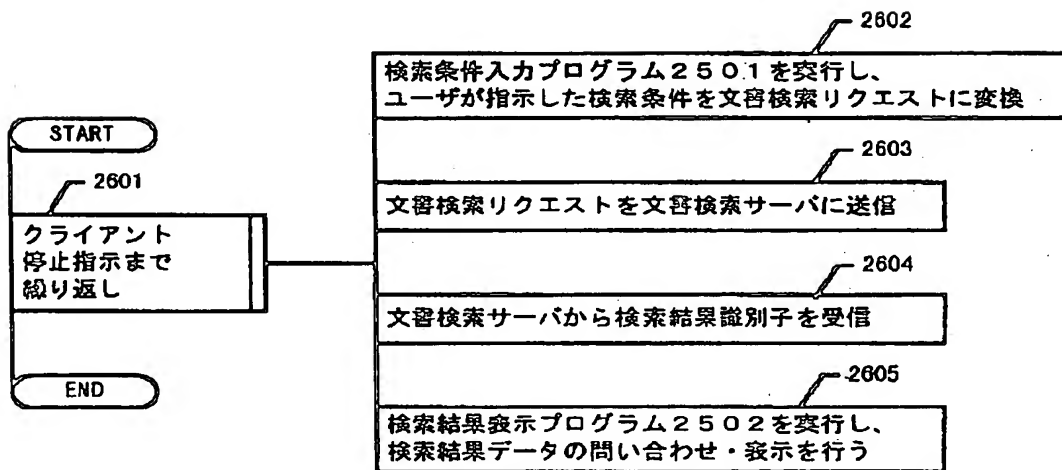 START
2601
クライアント
停止指示まで
繰り返し
END
2602
検索条件入力プログラム2501を実行し、
ユーザが指示した検索条件を文書検索リクエストに変換
2603
文書検索リクエストを文書検索サーバに送信
2604
文書検索サーバから検索結果識別子を受信
2605
検索結果表示プログラム2502を実行し、
検索結果データの問い合わせ・表示を行う